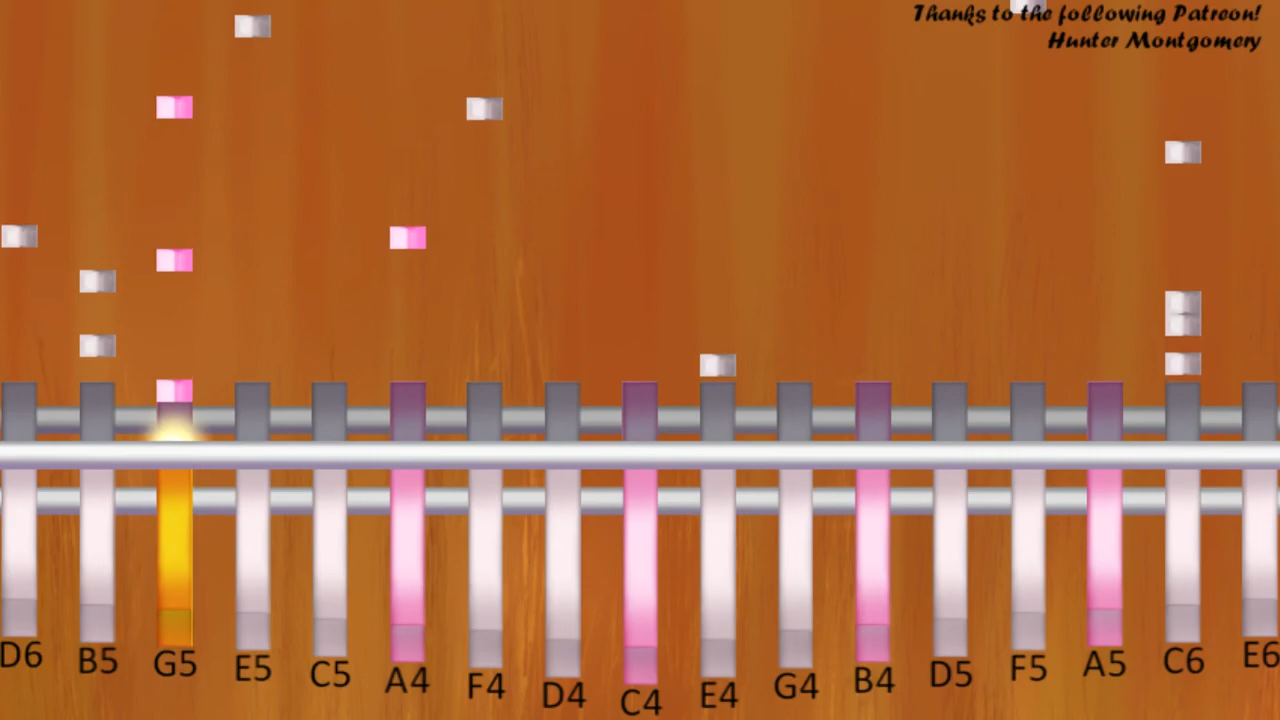 Thanks to the following Patreon!
Hunter Montgomery
D6 B5 G5 E5 C5 A4 F4 D4 C4 E4 G4 B4 D5 F5 A5 C6 E6